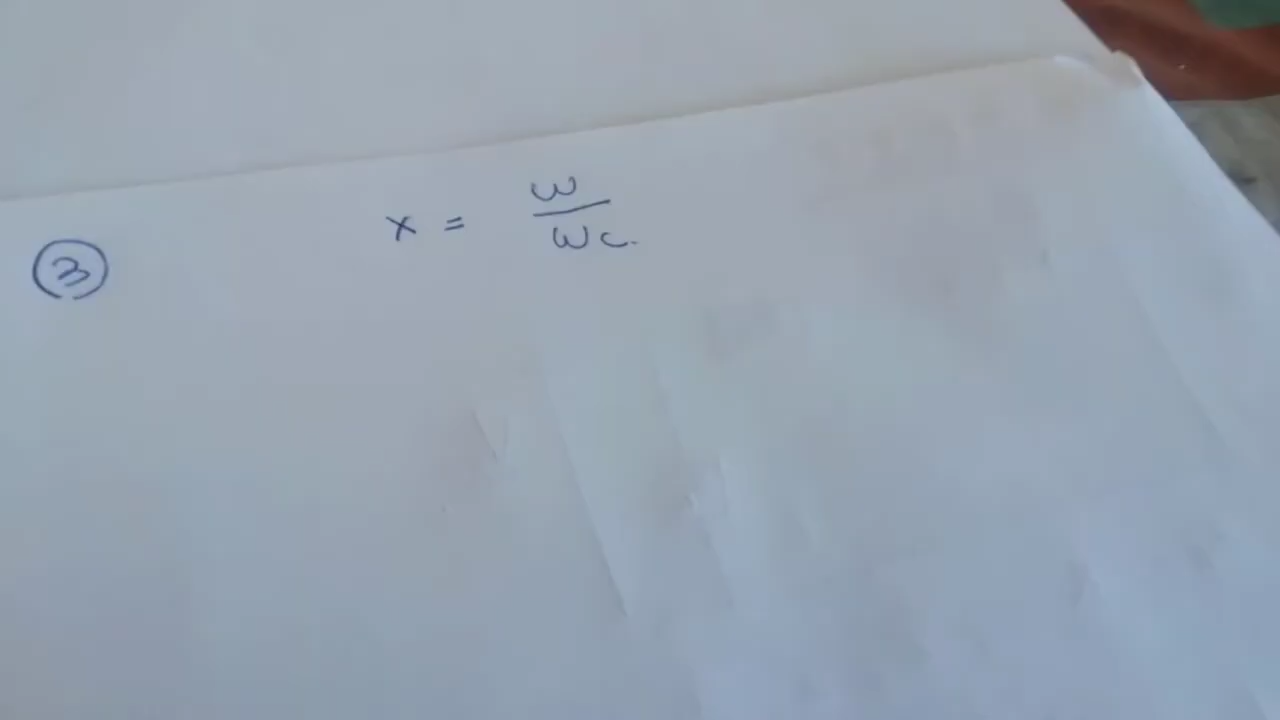 ③ x = ω / ωc.